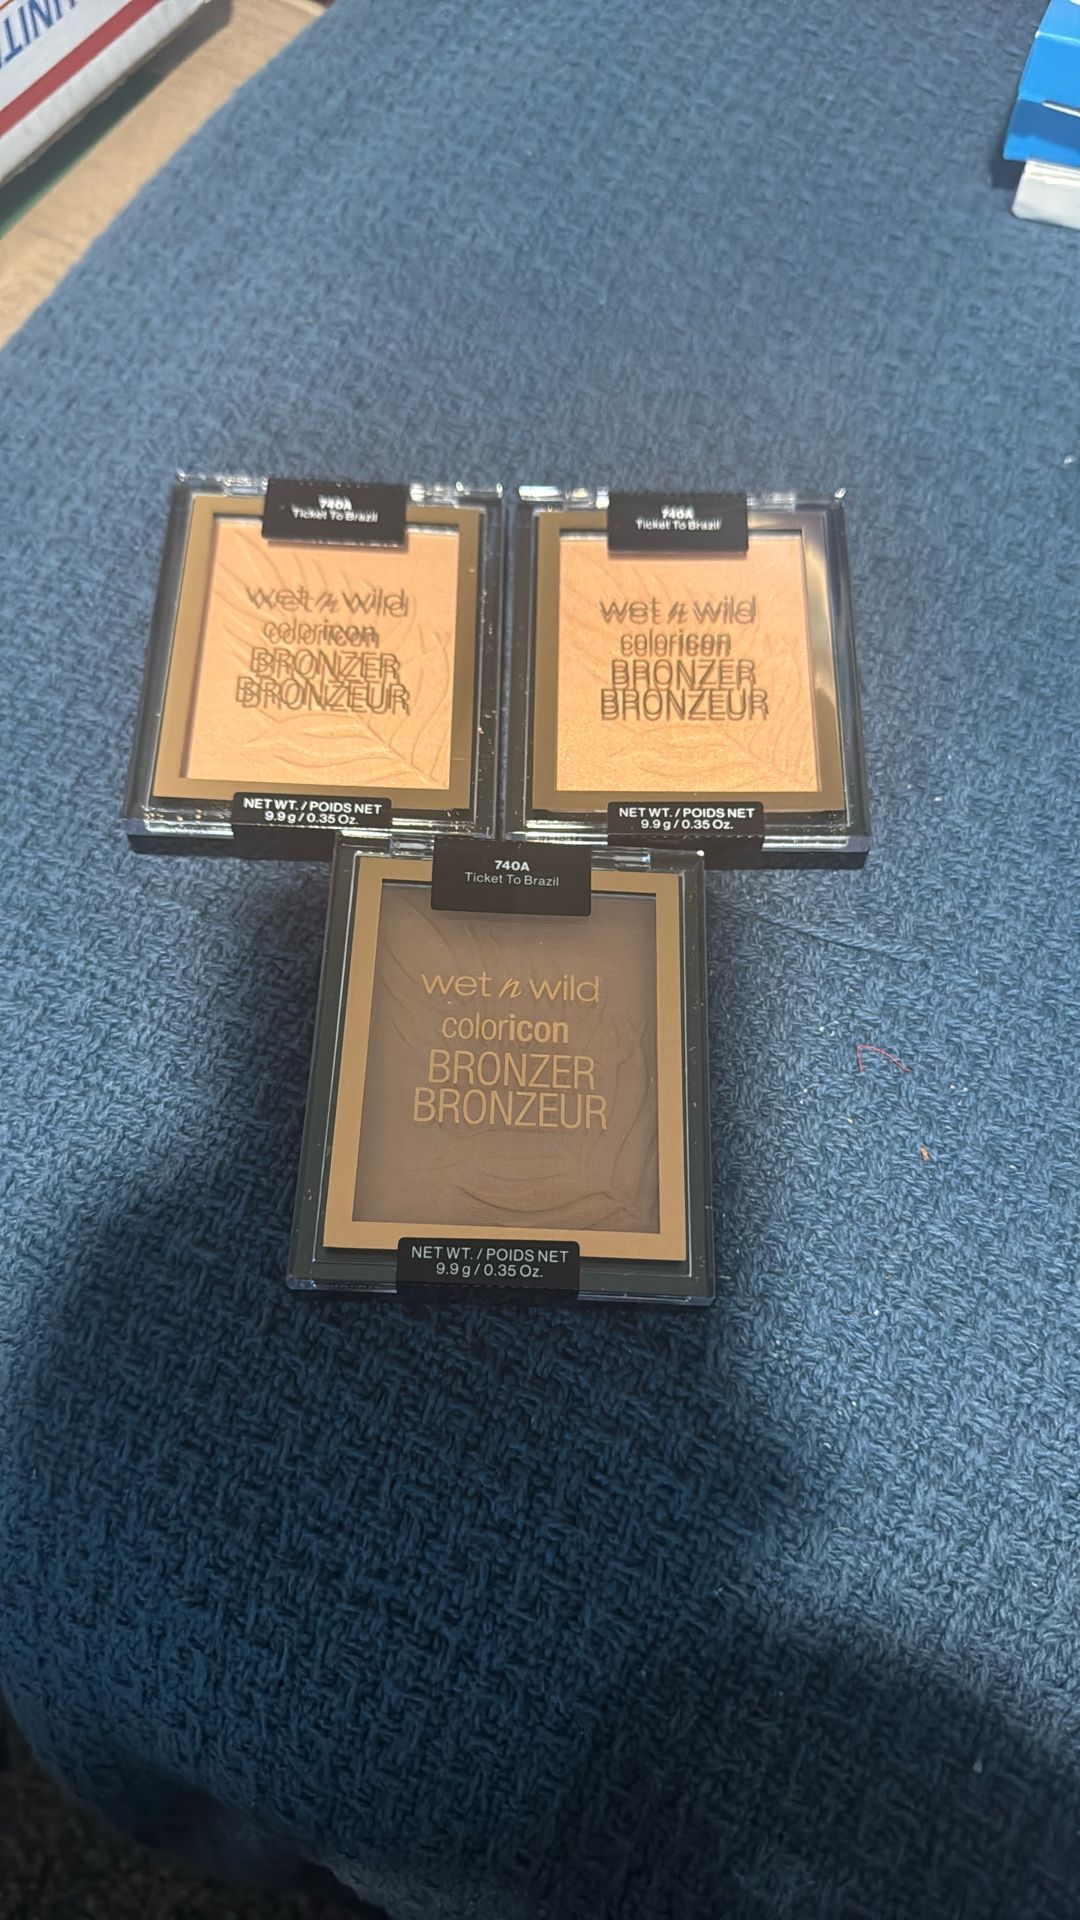 UNIT
740A
Ticket To Brazil
wet n wild
coloricon
BRONZER
BRONZEUR
NET WT. / POIDS NET
9.9 g / 0.35 Oz.
740A
Ticket To Brazil
wet n wild
coloricon
BRONZER
BRONZEUR
NET WT. / POIDS NET
9.9 g / 0.35 Oz.
740A
Ticket To Brazil
wet n wild
coloricon
BRONZER
BRONZEUR
NET WT. / POIDS NET
9.9 g / 0.35 Oz.